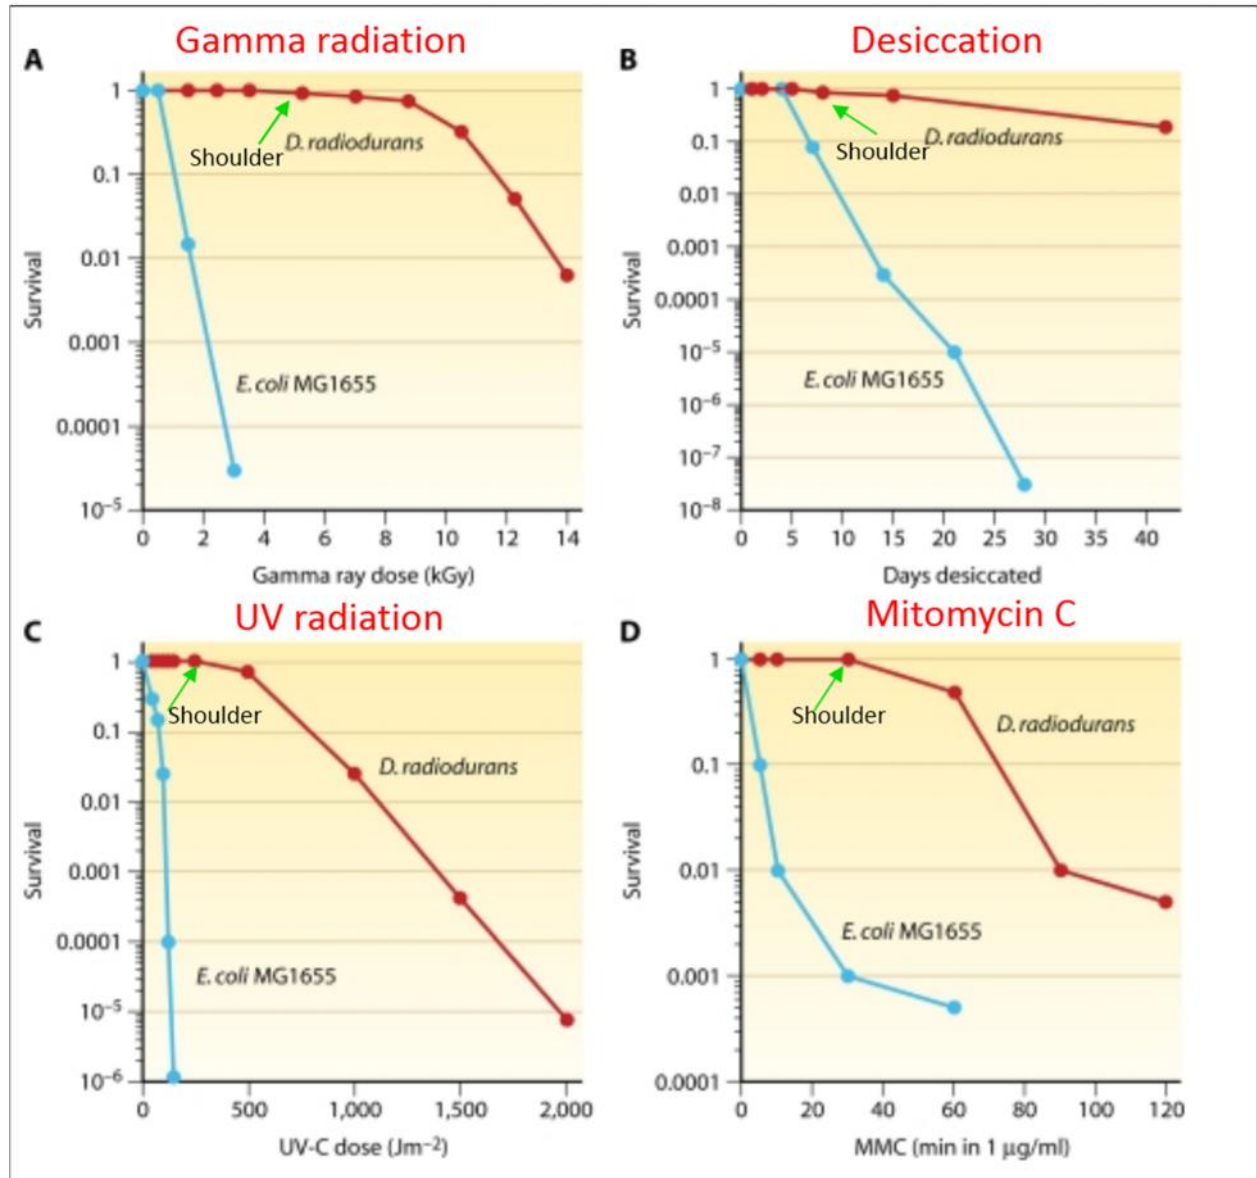 A
Gamma radiation
1
0.1
0.01
0.001
0.0001
10⁻⁵
Survival
Shoulder
D. radiodurans
E. coli MG1655
0 2 4 6 8 10 12 14
Gamma ray dose (kGy)
B
Desiccation
1
0.1
0.01
0.001
0.0001
10⁻⁵
10⁻⁶
10⁻⁷
10⁻⁸
Survival
Shoulder
D. radiodurans
E. coli MG1655
0 5 10 15 20 25 30 35 40
Days desiccated
C
UV radiation
1
0.1
0.01
0.001
0.0001
10⁻⁵
10⁻⁶
Survival
Shoulder
D. radiodurans
E. coli MG1655
0 500 1,000 1,500 2,000
UV-C dose (Jm⁻²)
D
Mitomycin C
1
0.1
0.01
0.001
0.0001
Survival
Shoulder
D. radiodurans
E. coli MG1655
0 20 40 60 80 100 120
MMC (min in 1 μg/ml)